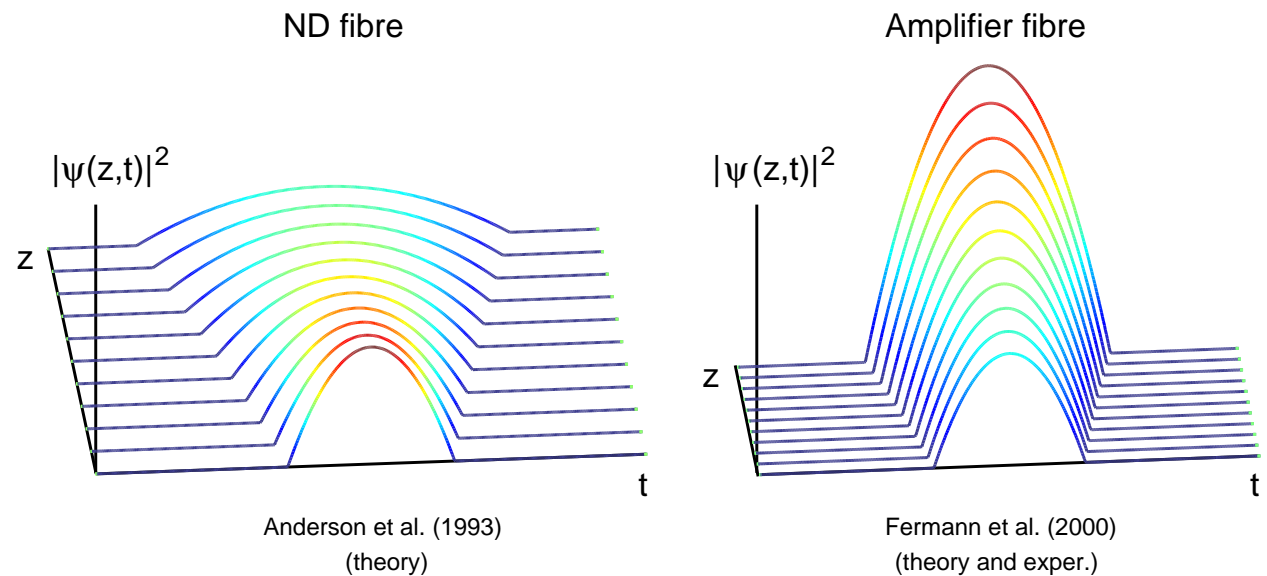 ND fibre
|ψ(z,t)|²
z
t
Anderson et al. (1993)
(theory)
Amplifier fibre
|ψ(z,t)|²
z
t
Fermann et al. (2000)
(theory and exper.)